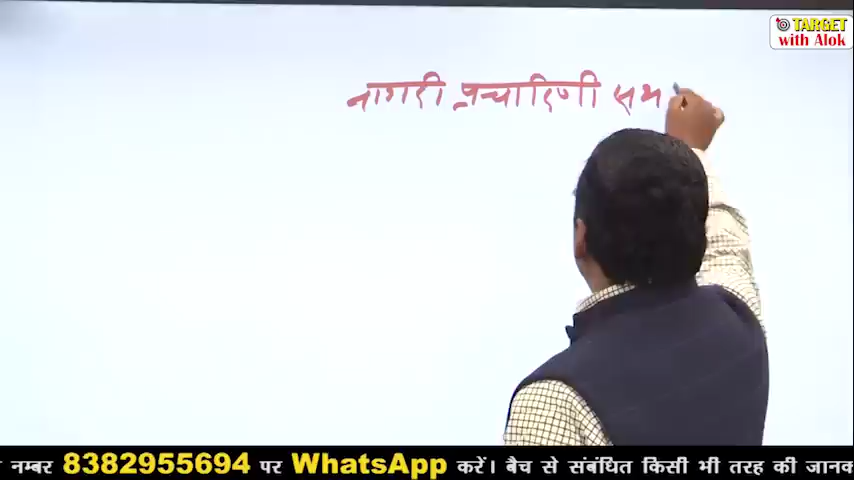 TARGET
with Alok
नागरी प्रचारिणी सभ
नम्बर 8382955694 पर WhatsApp करें। बैच से संबंधित किसी भी तरह की जानक